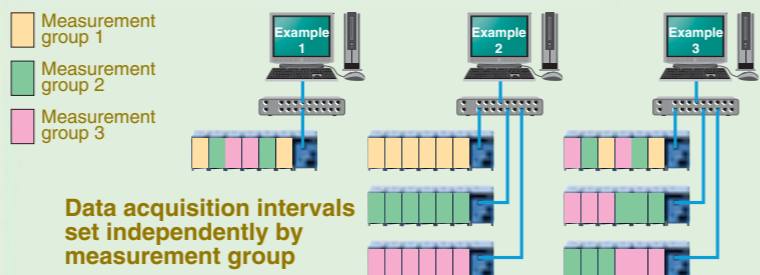 Measurement
group 1
Measurement
group 2
Measurement
group 3
Example
1
Example
2
Example
3
Data acquisition intervals
set independently by
measurement group